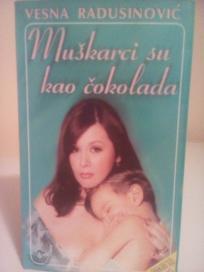 VESNA RADUSINOVIĆ
Muškarci su
kao čokolada